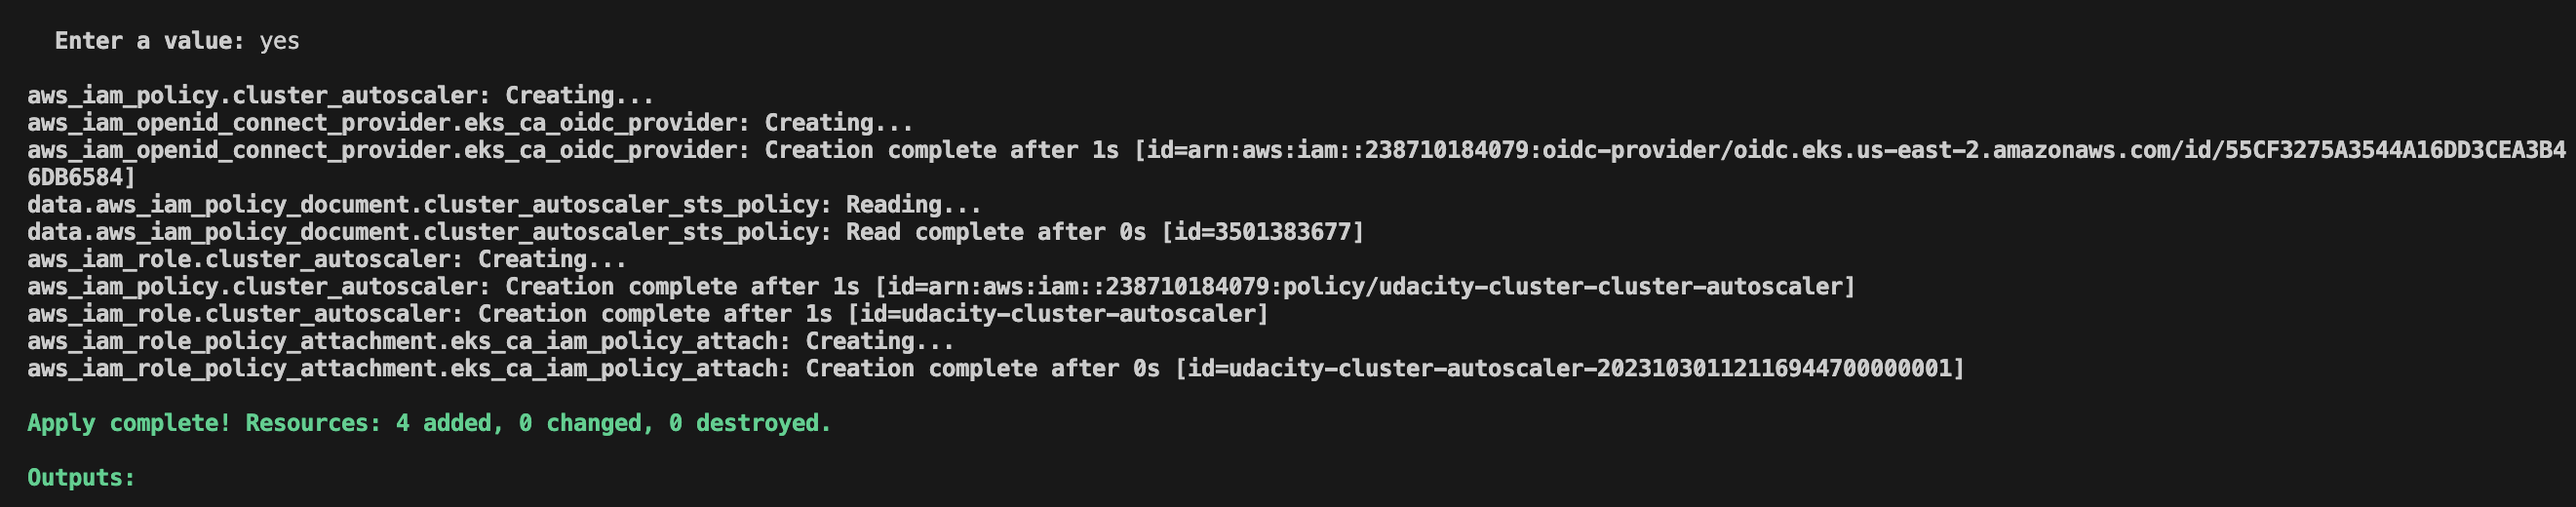 Enter a value: yes
aws_iam_policy.cluster_autoscaler: Creating...
aws_iam_openid_connect_provider.eks_ca_oidc_provider: Creating...
aws_iam_openid_connect_provider.eks_ca_oidc_provider: Creation complete after 1s [id=arn:aws:iam::238710184079:oidc-provider/oidc.eks.us-east-2.amazonaws.com/id/55CF3275A3544A16DD3CEA3B4
6DB6584]
data.aws_iam_policy_document.cluster_autoscaler_sts_policy: Reading...
data.aws_iam_policy_document.cluster_autoscaler_sts_policy: Read complete after 0s [id=3501383677]
aws_iam_role.cluster_autoscaler: Creating...
aws_iam_policy.cluster_autoscaler: Creation complete after 1s [id=arn:aws:iam::238710184079:policy/udacity-cluster-cluster-autoscaler]
aws_iam_role.cluster_autoscaler: Creation complete after 1s [id=udacity-cluster-autoscaler]
aws_iam_role_policy_attachment.eks_ca_iam_policy_attach: Creating...
aws_iam_role_policy_attachment.eks_ca_iam_policy_attach: Creation complete after 0s [id=udacity-cluster-autoscaler-20231030112116944700000001]
Apply complete! Resources: 4 added, 0 changed, 0 destroyed.
Outputs: